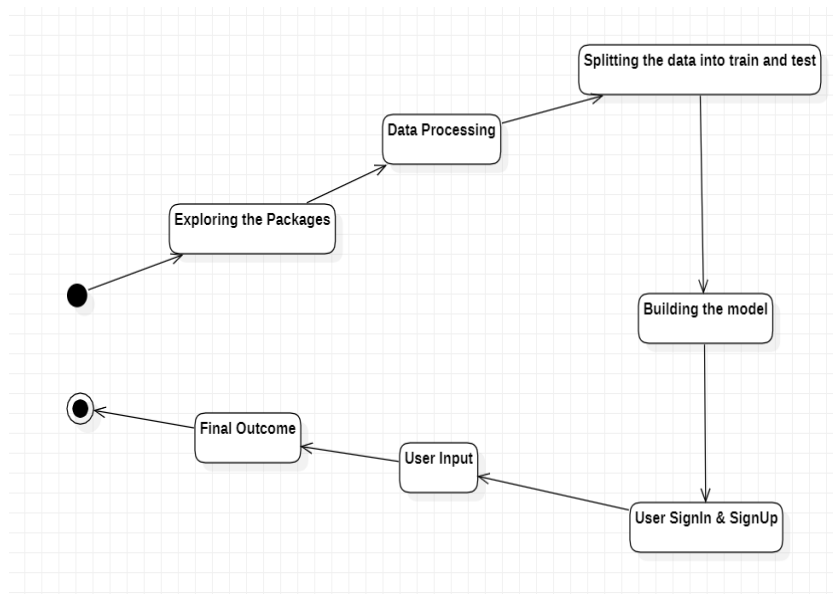 Splitting the data into train and test
Data Processing
Exploring the Packages
Building the model
Final Outcome
User Input
User SignIn & SignUp